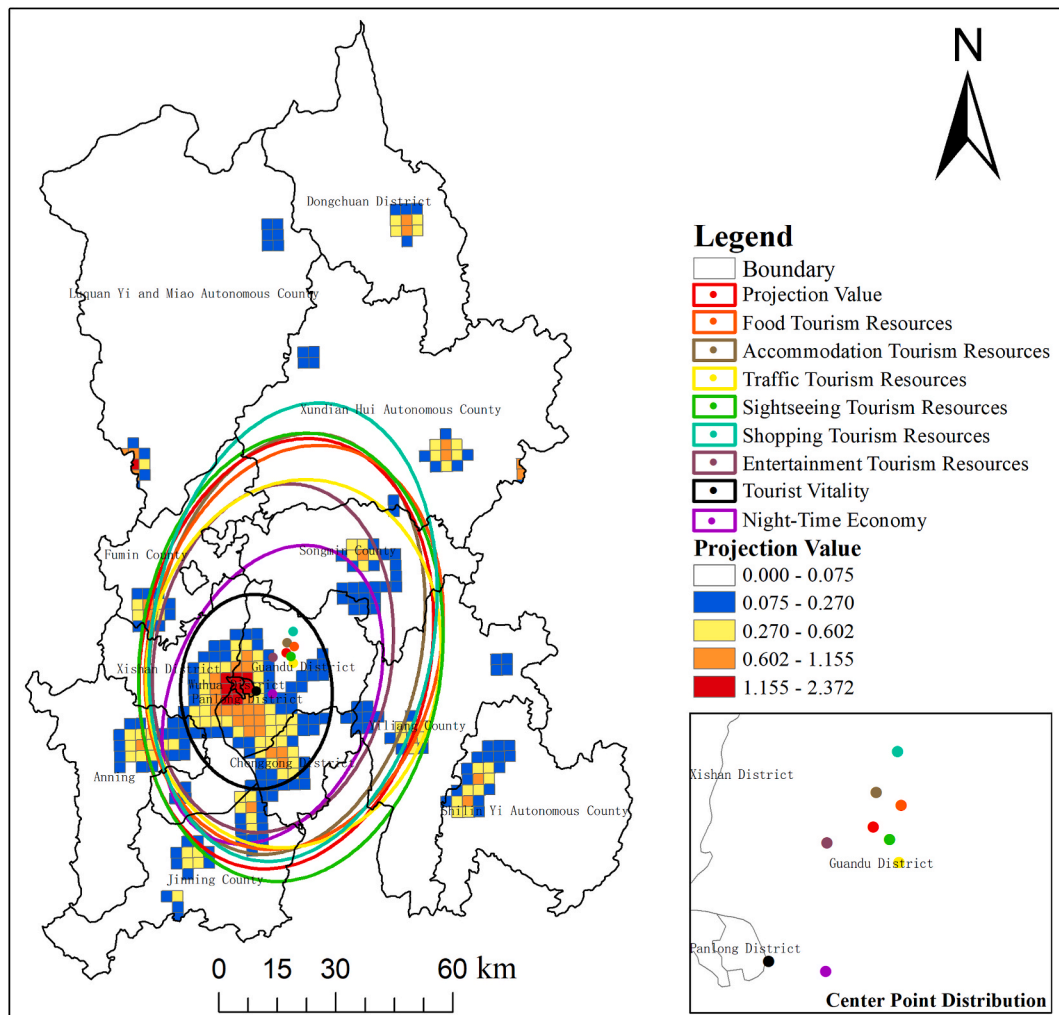 N
Dongchuan District
Luquan Yi and Miao Autonomous County
Xundian Hui Autonomous County
Fumin County
Songmin County
Xishan District
Guandu District
Wuhua District
Panlong District
Yiliang County
Chenggong District
Anning
Shilin Yi Autonomous County
Jinning County
0 15 30 60 km
Legend
Boundary
Projection Value
Food Tourism Resources
Accommodation Tourism Resources
Traffic Tourism Resources
Sightseeing Tourism Resources
Shopping Tourism Resources
Entertainment Tourism Resources
Tourist Vitality
Night-Time Economy
Projection Value
0.000 - 0.075
0.075 - 0.270
0.270 - 0.602
0.602 - 1.155
1.155 - 2.372
Xishan District
Guandu District
Panlong District
Center Point Distribution